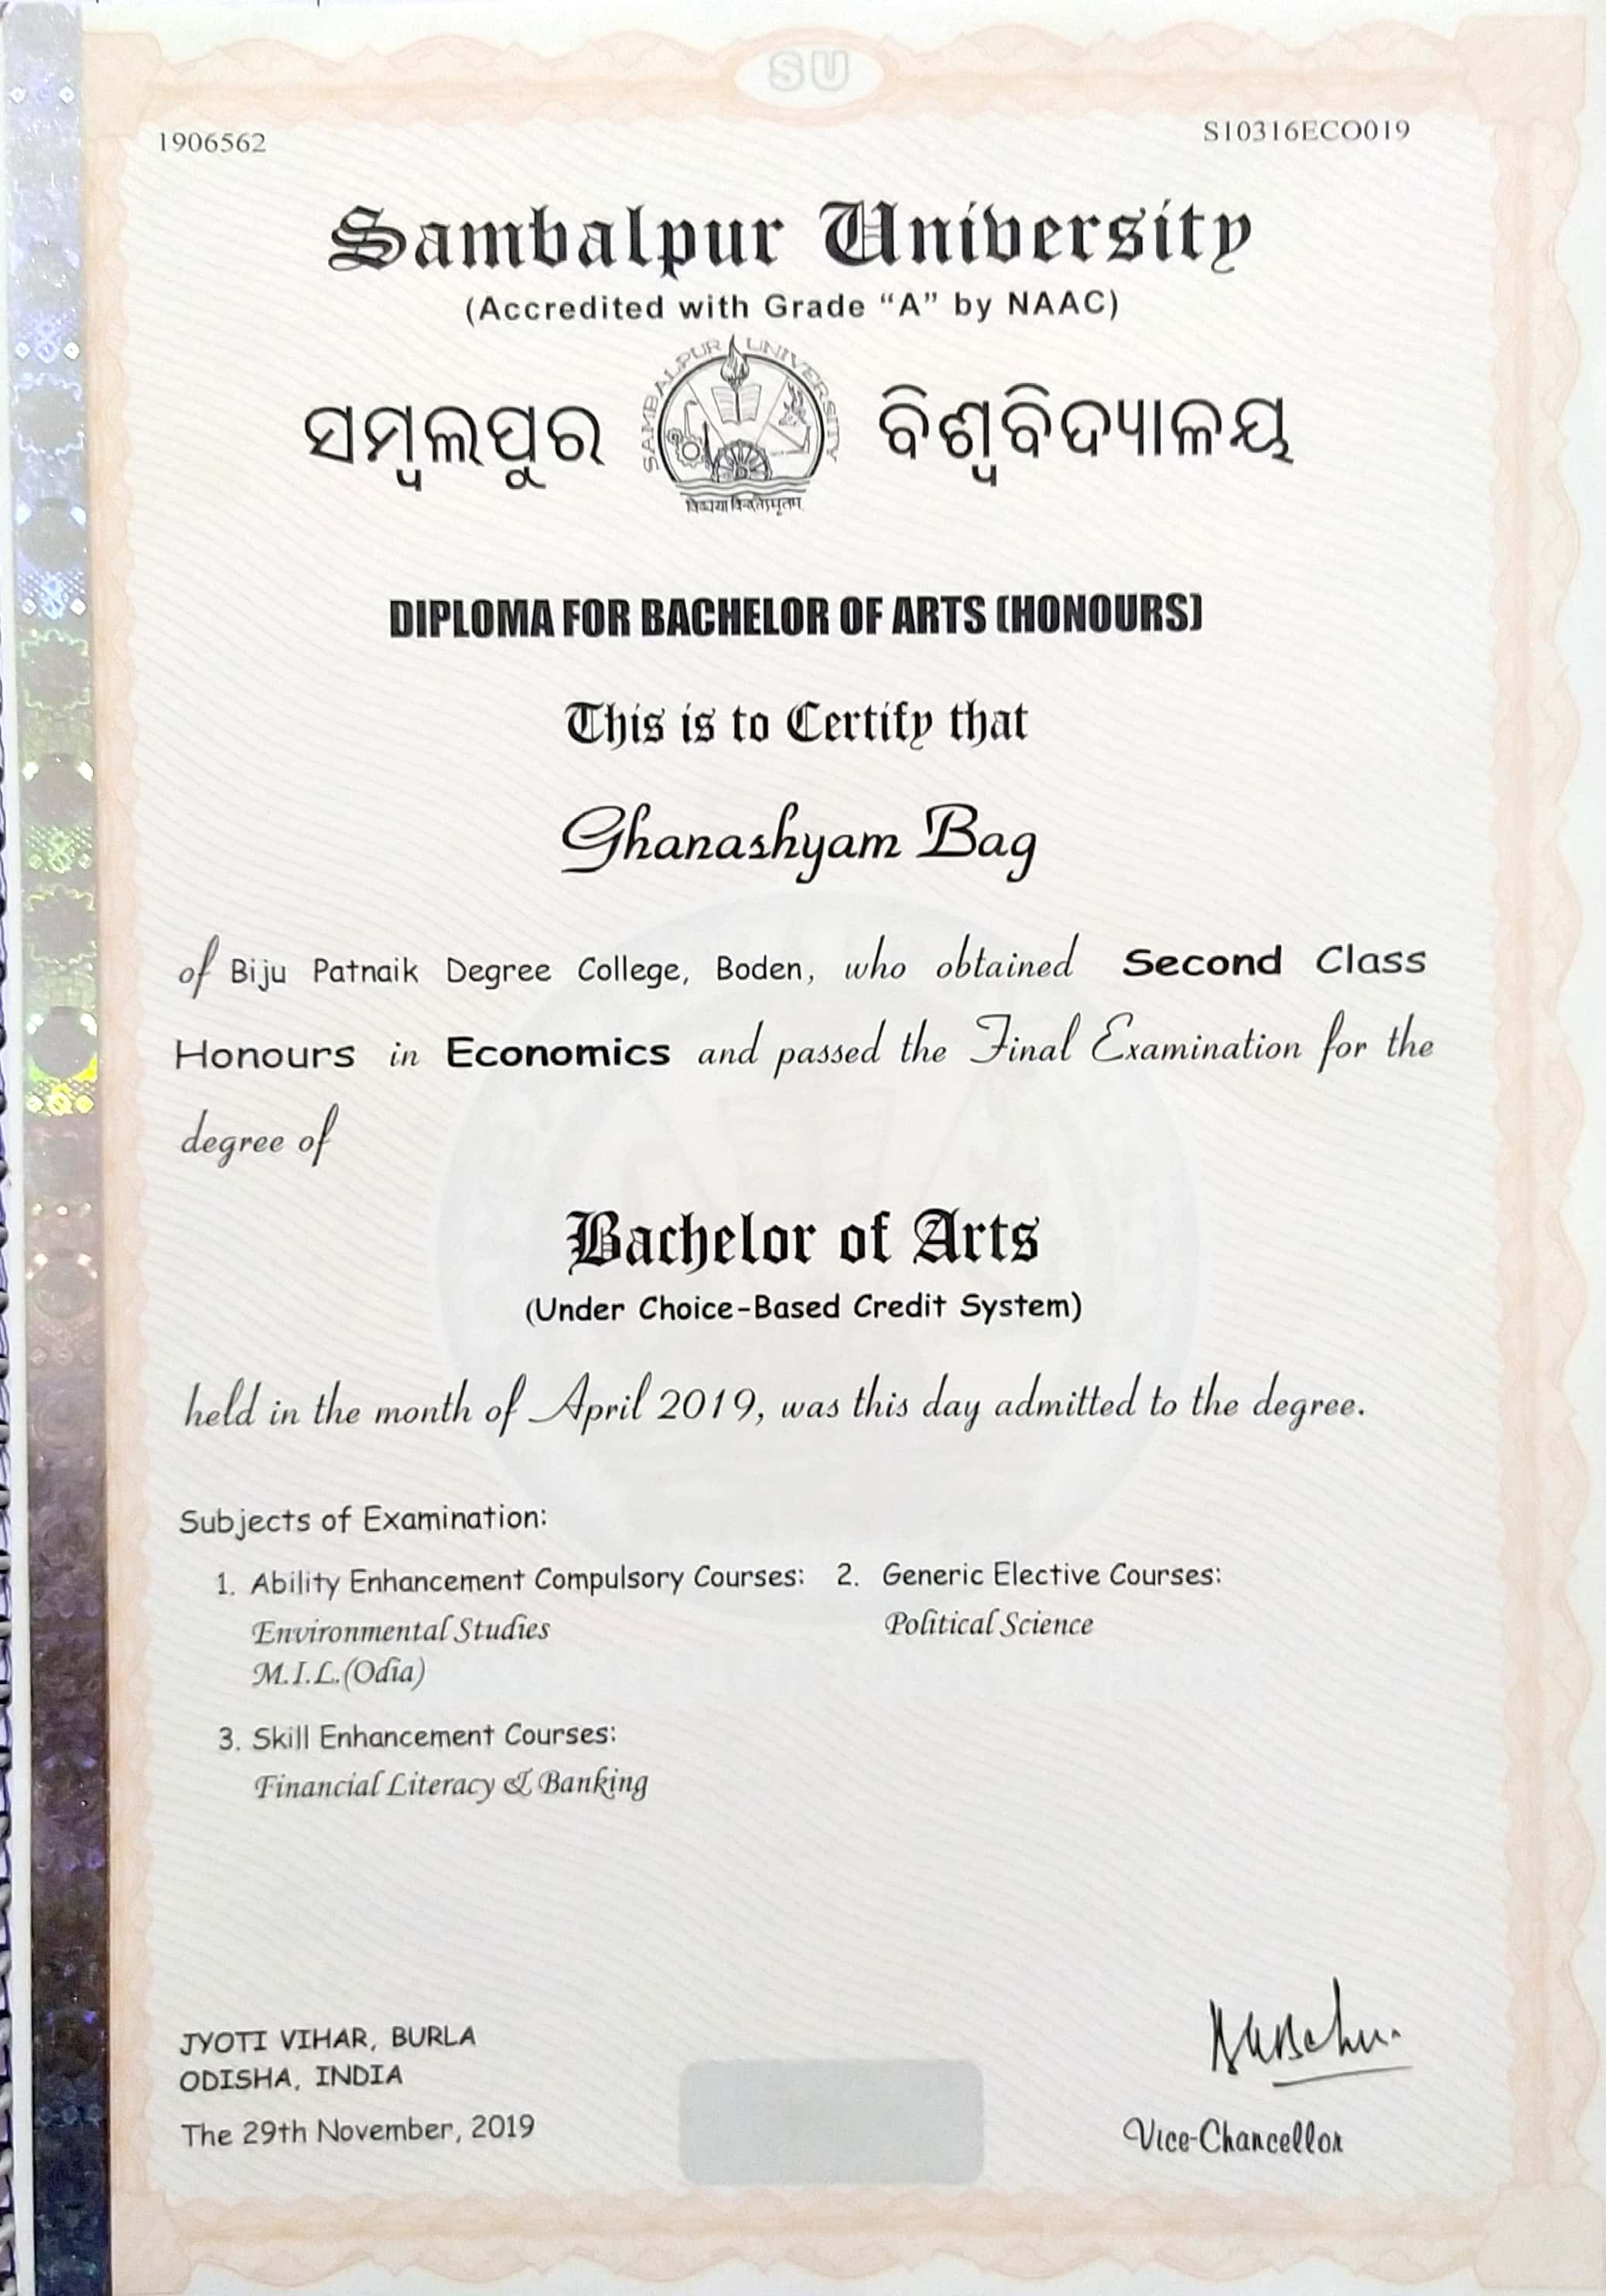 SU
1906562
S10316ECO019
Sambalpur University
(Accredited with Grade “A” by NAAC)
ସମ୍ବଲପୁର
SAMBALPUR UNIVERSITY
ବିଶ୍ୱବିଦ୍ୟାଳୟ
DIPLOMA FOR BACHELOR OF ARTS (HONOURS)
This is to Certify that
Ghanashyam Bag
of Biju Patnaik Degree College, Boden, who obtained Second Class
Honours in Economics and passed the Final Examination for the
degree of
Bachelor of Arts
(Under Choice-Based Credit System)
held in the month of April 2019, was this day admitted to the degree.
Subjects of Examination:
1. Ability Enhancement Compulsory Courses:
Environmental Studies
M.I.L.(Odia)
2. Generic Elective Courses:
Political Science
3. Skill Enhancement Courses:
Financial Literacy & Banking
JYOTI VIHAR, BURLA
ODISHA, INDIA
The 29th November, 2019
Vice-Chancellor